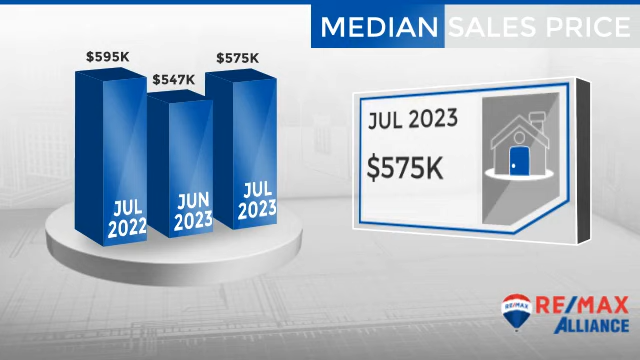 MEDIAN SALES PRICE
$595K
$547K
$575K
JUL
2022
JUN
2023
JUL
2023
JUL 2023
$575K
RE/MAX
RE/MAX
ALLIANCE